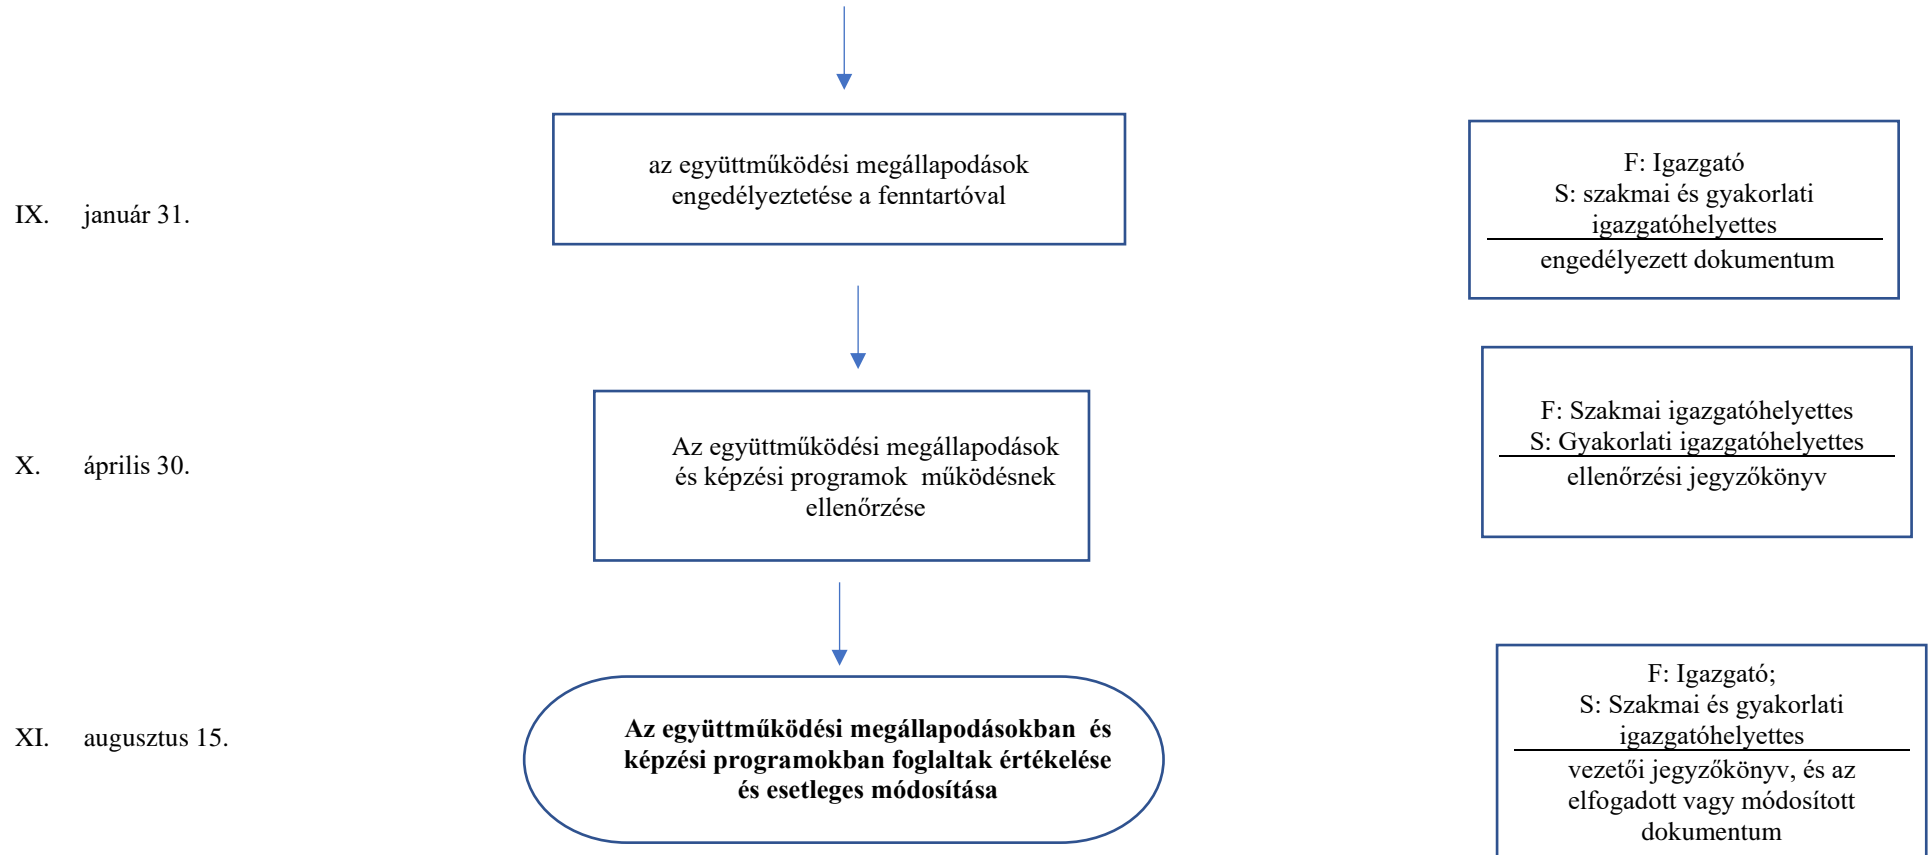 az együttműködési megállapodások
engedélyeztetése a fenntartóval
IX. január 31.
F: Igazgató
S: szakmai és gyakorlati
igazgatóhelyettes
engedélyezett dokumentum
X. április 30.
Az együttműködési megállapodások
és képzési programok működésnek
ellenőrzése
F: Szakmai igazgatóhelyettes
S: Gyakorlati igazgatóhelyettes
ellenőrzési jegyzőkönyv
XI. augusztus 15.
Az együttműködési megállapodásokban és
képzési programokban foglaltak értékelése
és esetleges módosítása
F: Igazgató;
S: Szakmai és gyakorlati
igazgatóhelyettes
vezetői jegyzőkönyv, és az
elfogadott vagy módosított
dokumentum